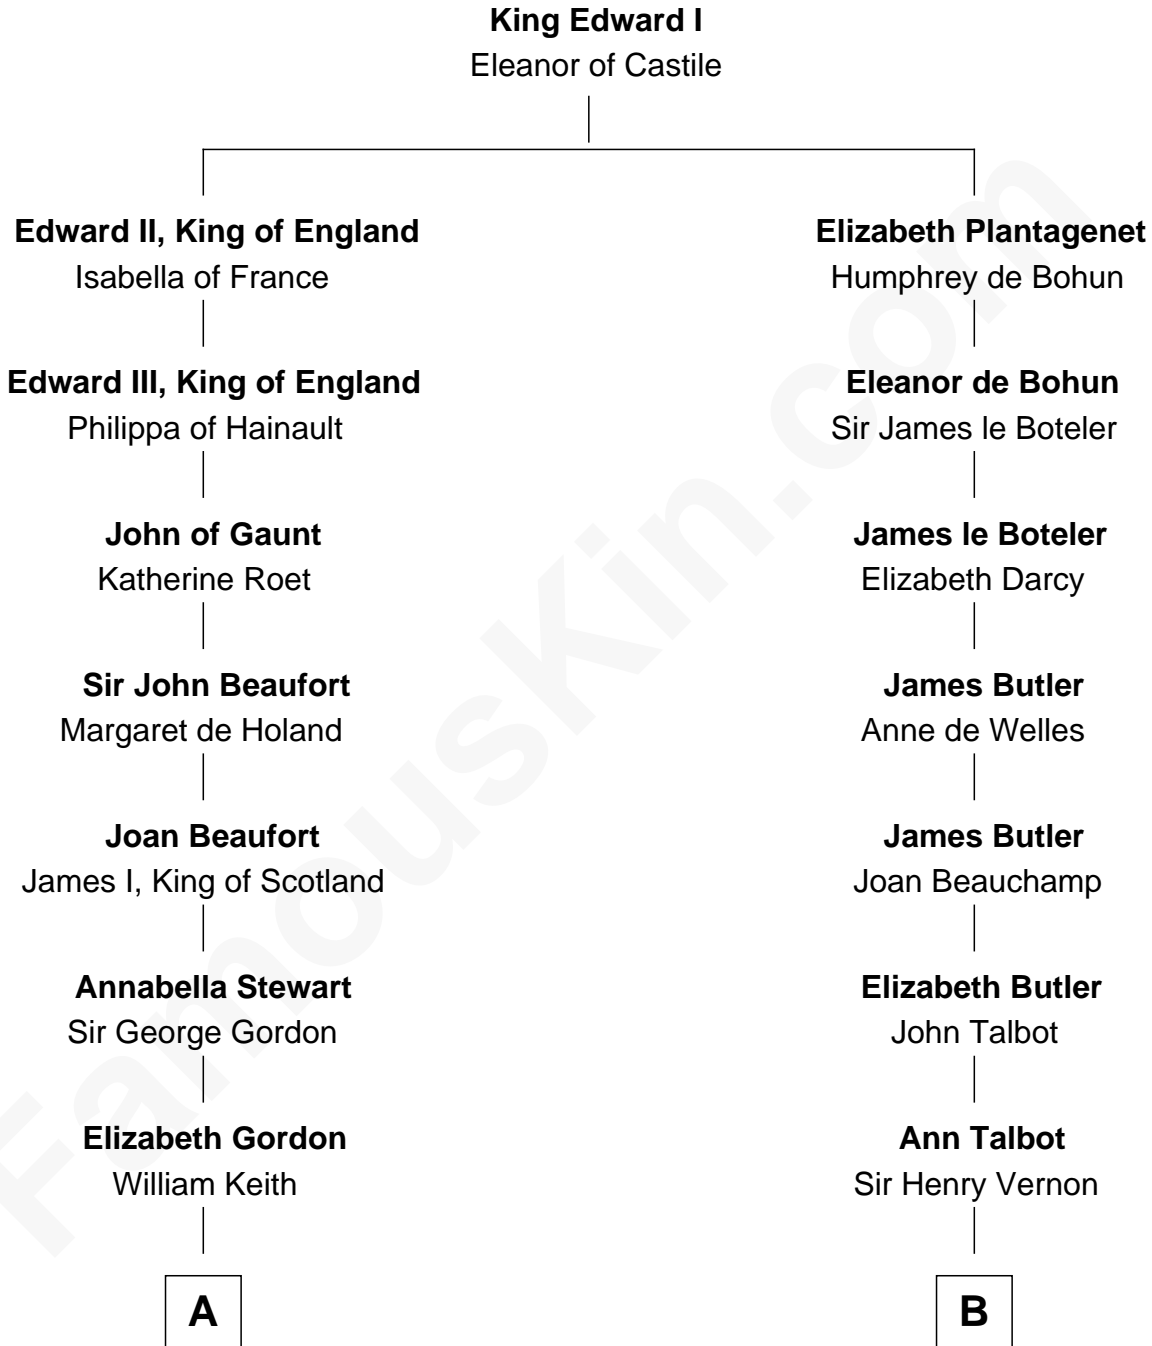 King Edward I
Eleanor of Castile
Edward II, King of England
Isabella of France
Edward III, King of England
Philippa of Hainault
John of Gaunt
Katherine Roet
Sir John Beaufort
Margaret de Holand
Joan Beaufort
James I, King of Scotland
Annabella Stewart
Sir George Gordon
Elizabeth Gordon
William Keith
A
Elizabeth Plantagenet
Humphrey de Bohun
Eleanor de Bohun
Sir James le Boteler
James le Boteler
Elizabeth Darcy
James Butler
Anne de Welles
James Butler
Joan Beauchamp
Elizabeth Butler
John Talbot
Ann Talbot
Sir Henry Vernon
B
FamousKin.com